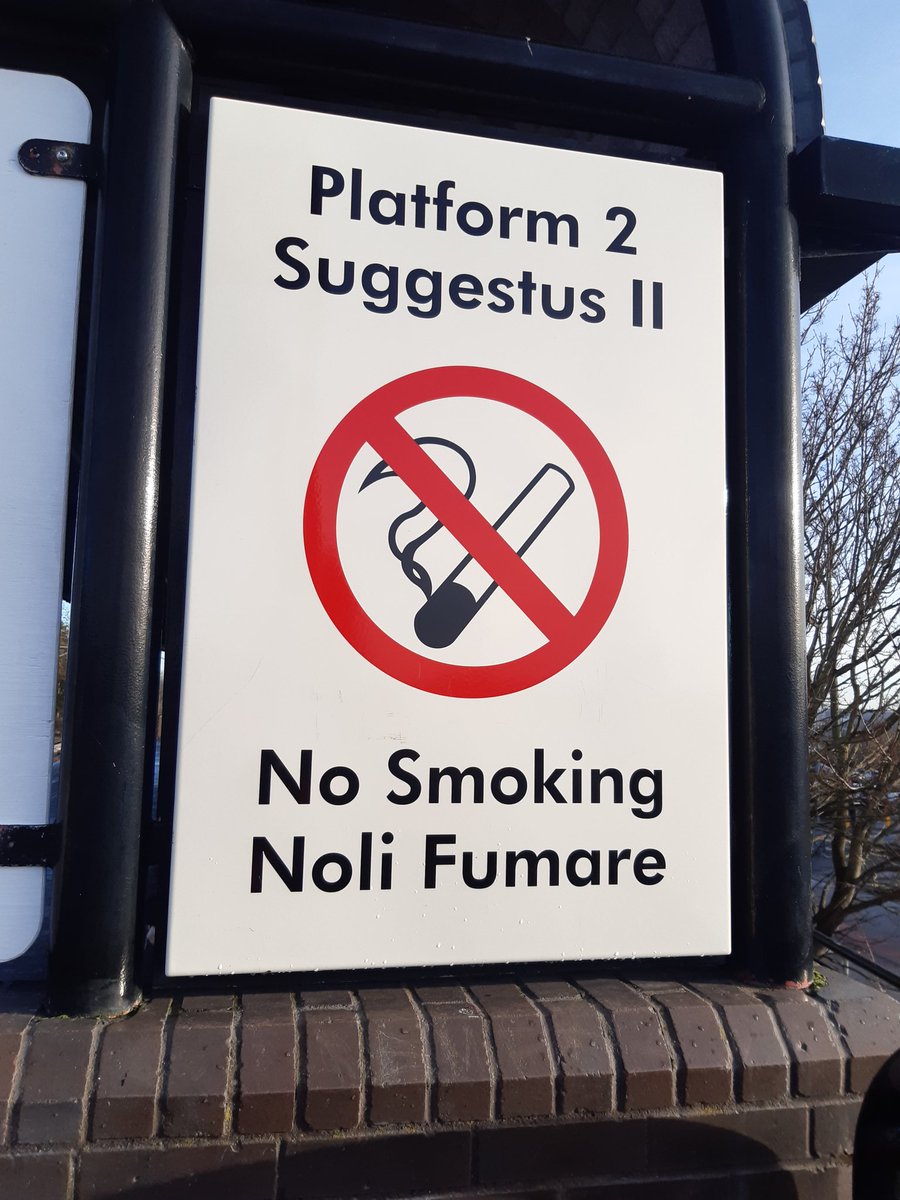 Platform 2
Suggestus II
No Smoking
Noli Fumare